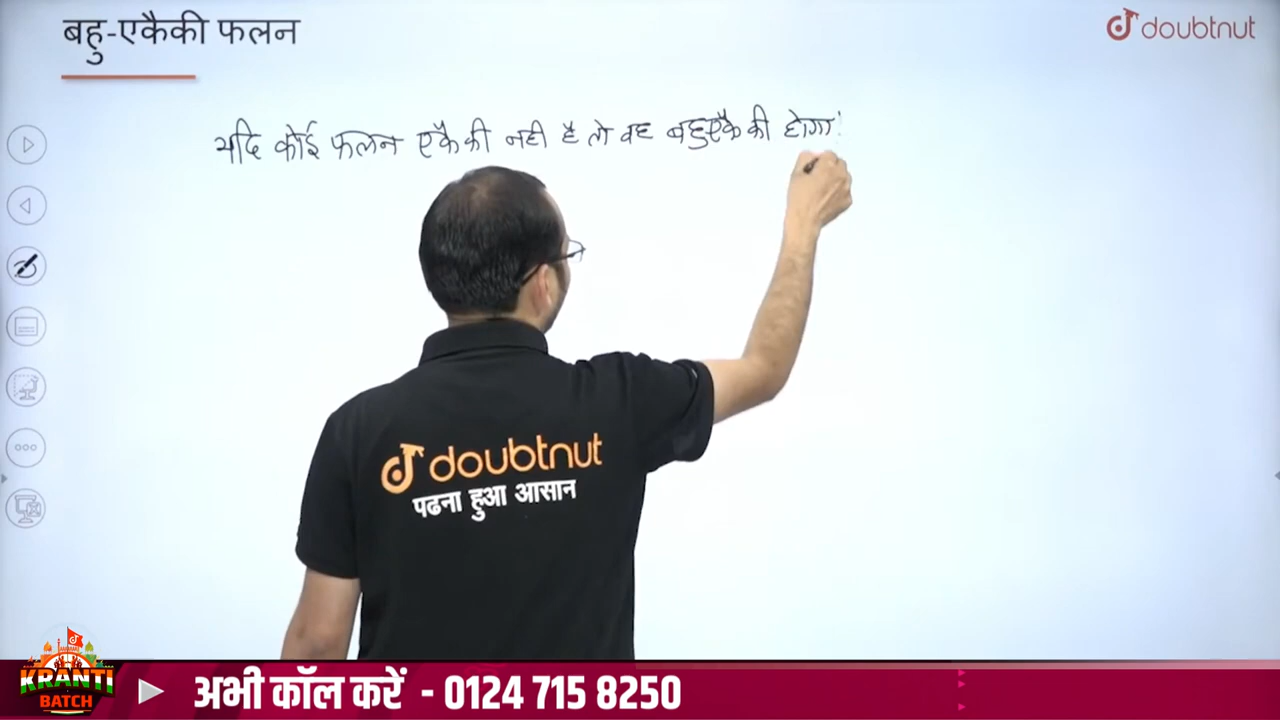 बहु-एकैकी फलन
doubtnut
यदि कोई फलन एकैकी नही है तो वह बहुएकैकी होगा
doubtnut
पढना हुआ आसान
KRANTI
BATCH
अभी कॉल करें - 0124 715 8250